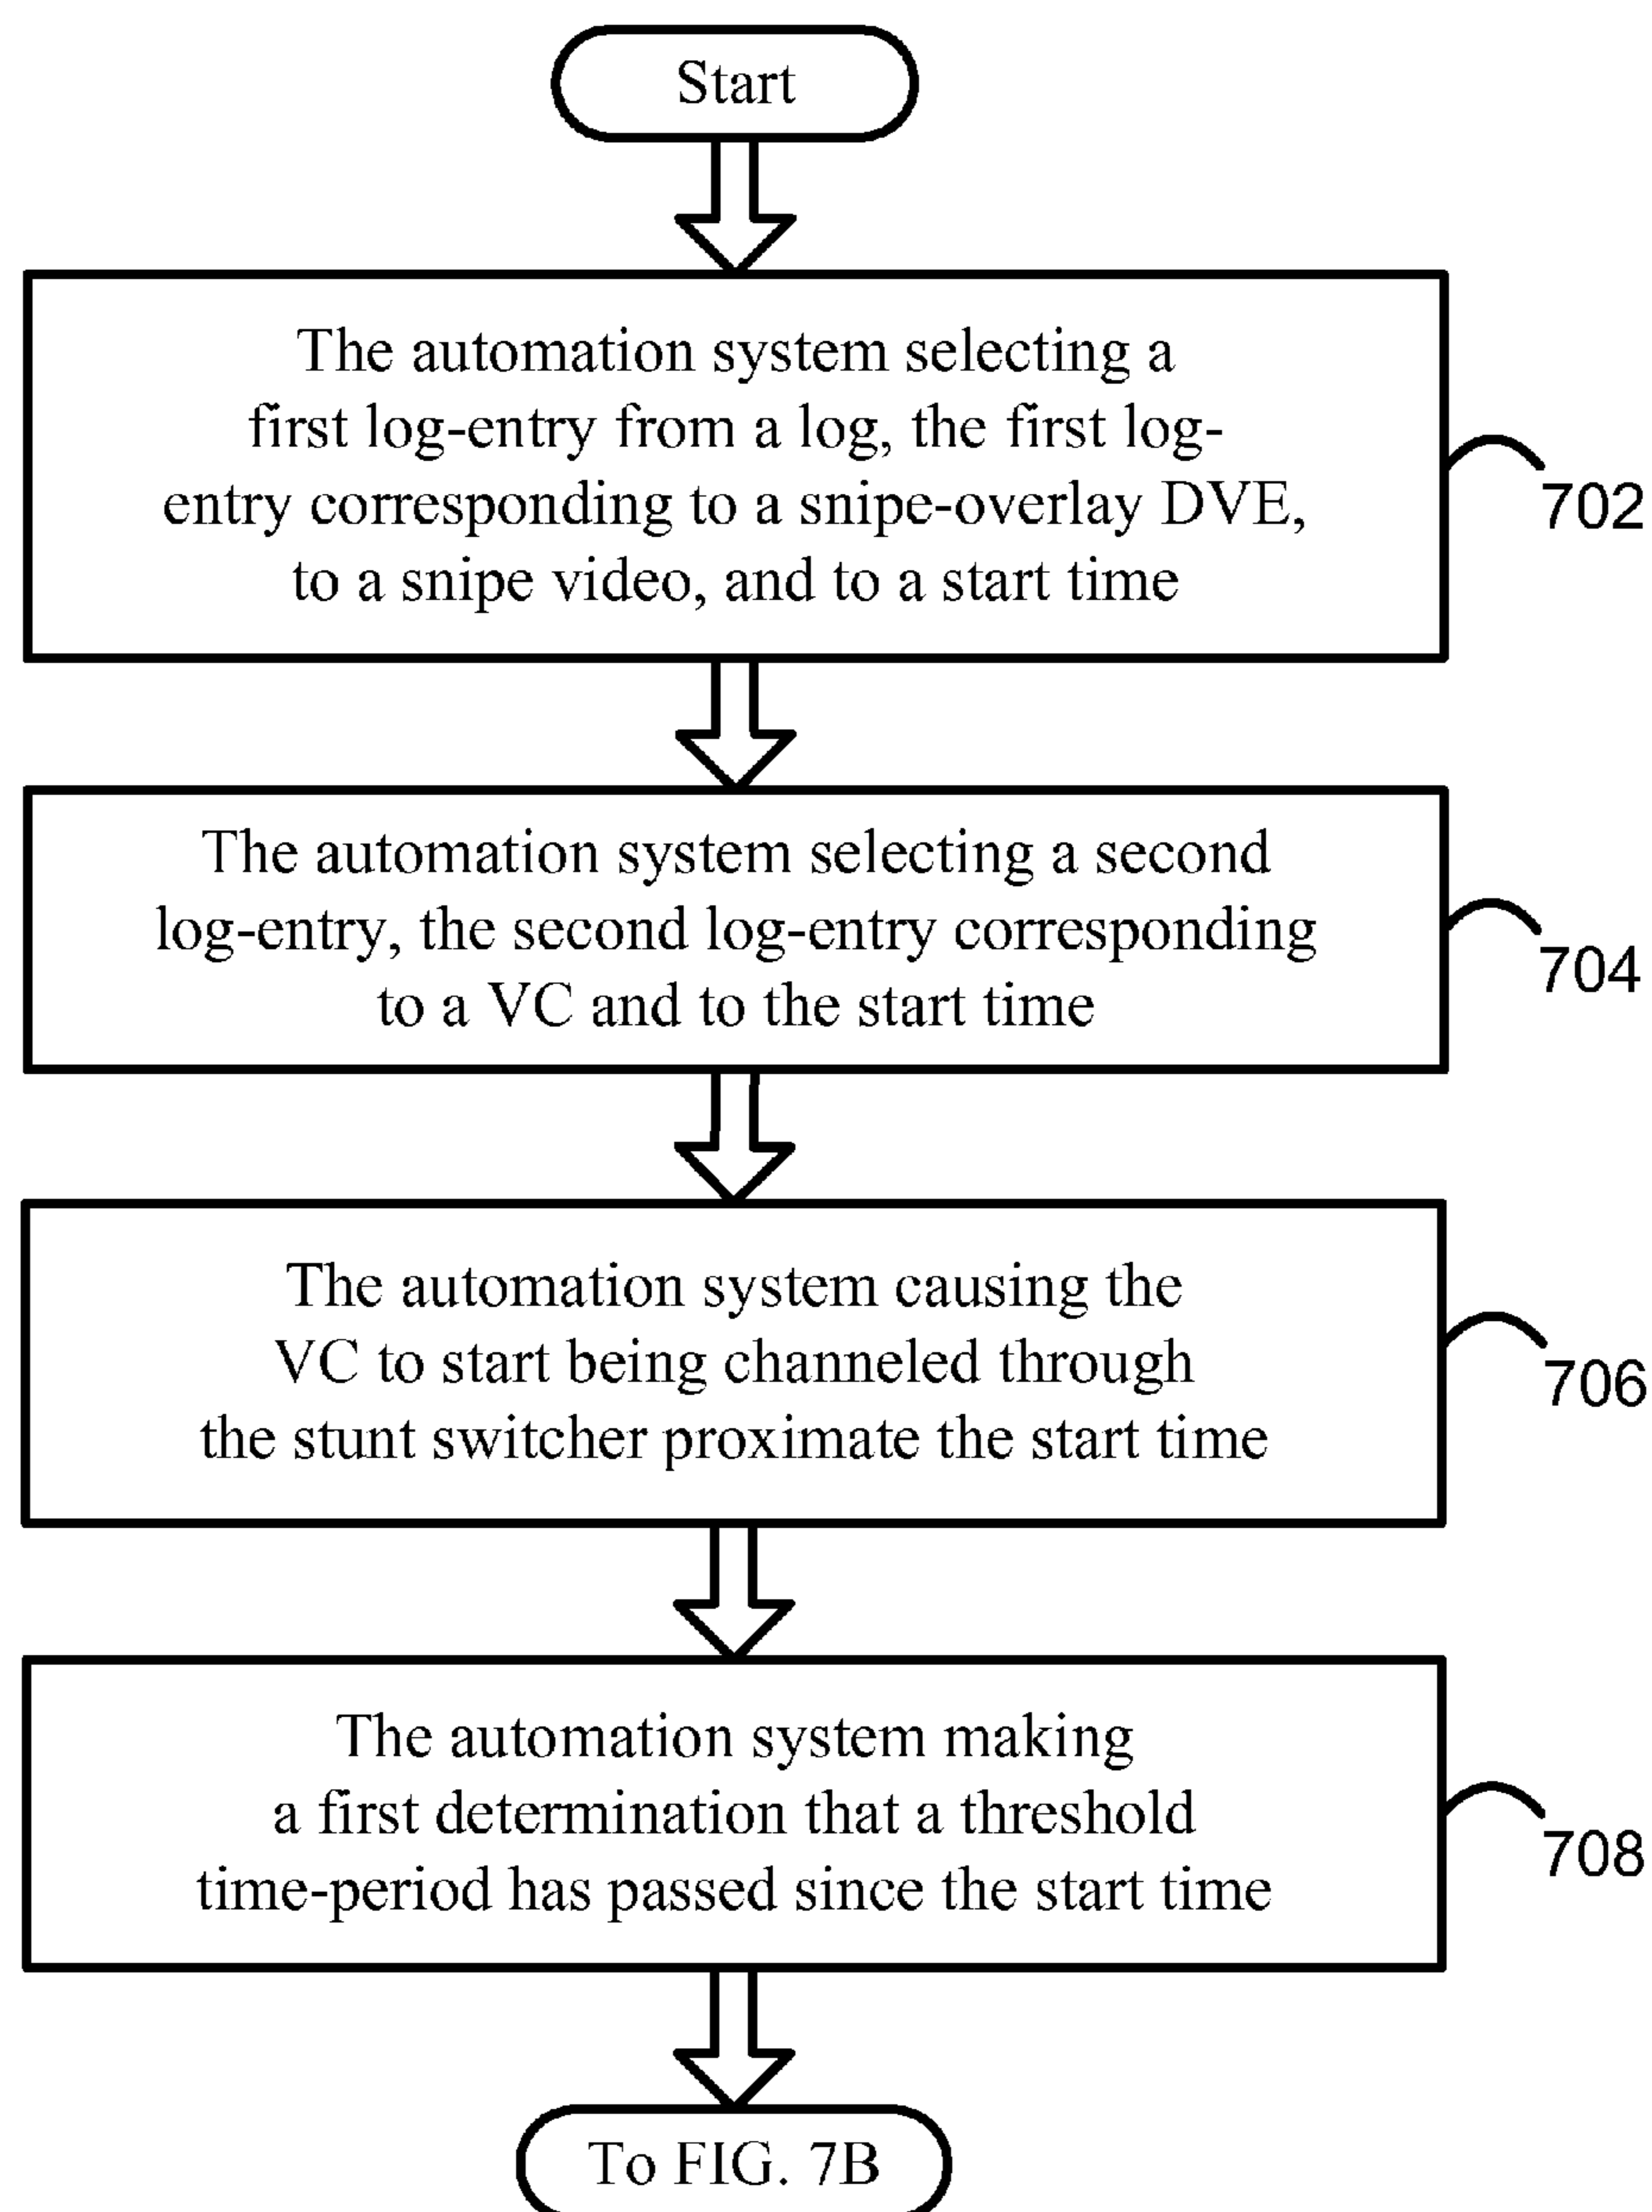 Start
The automation system selecting a
first log-entry from a log, the first log-
entry corresponding to a snipe-overlay DVE,
to a snipe video, and to a start time
702
The automation system selecting a second
log-entry, the second log-entry corresponding
to a VC and to the start time
704
The automation system causing the
VC to start being channeled through
the stunt switcher proximate the start time
706
The automation system making
a first determination that a threshold
time-period has passed since the start time
708
To FIG. 7B